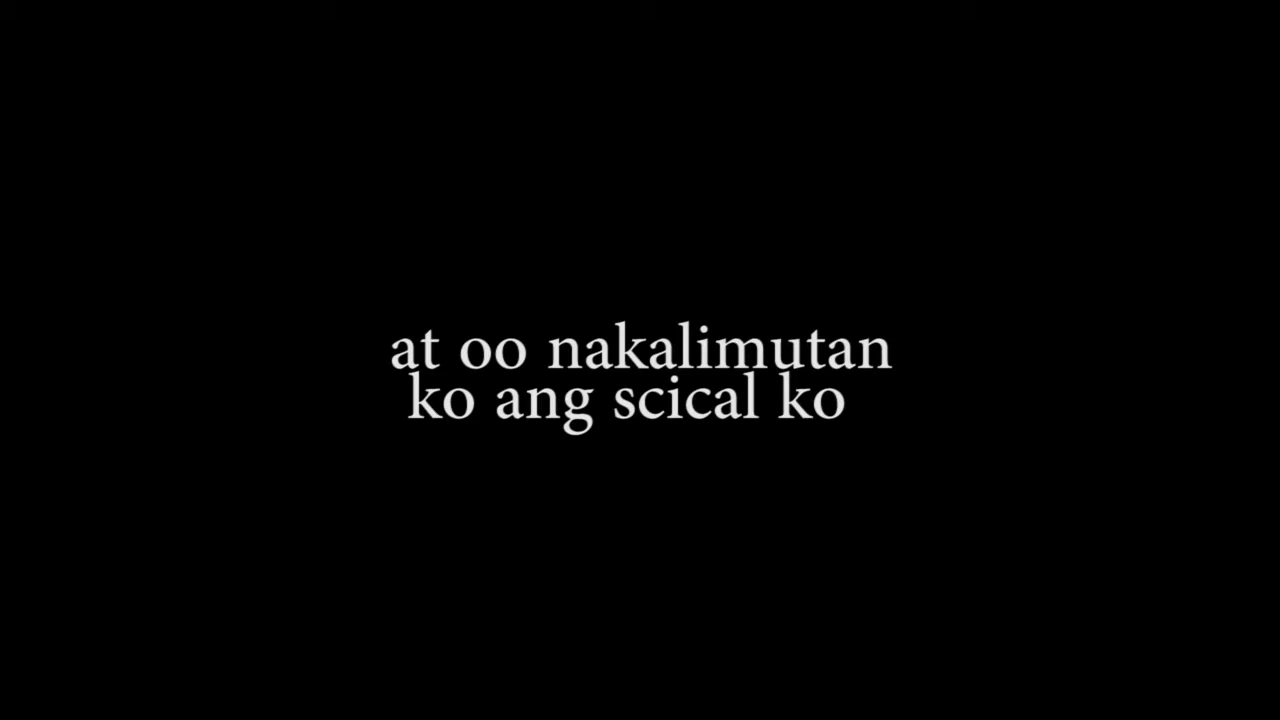 at oo nakalimutan
ko ang scical ko